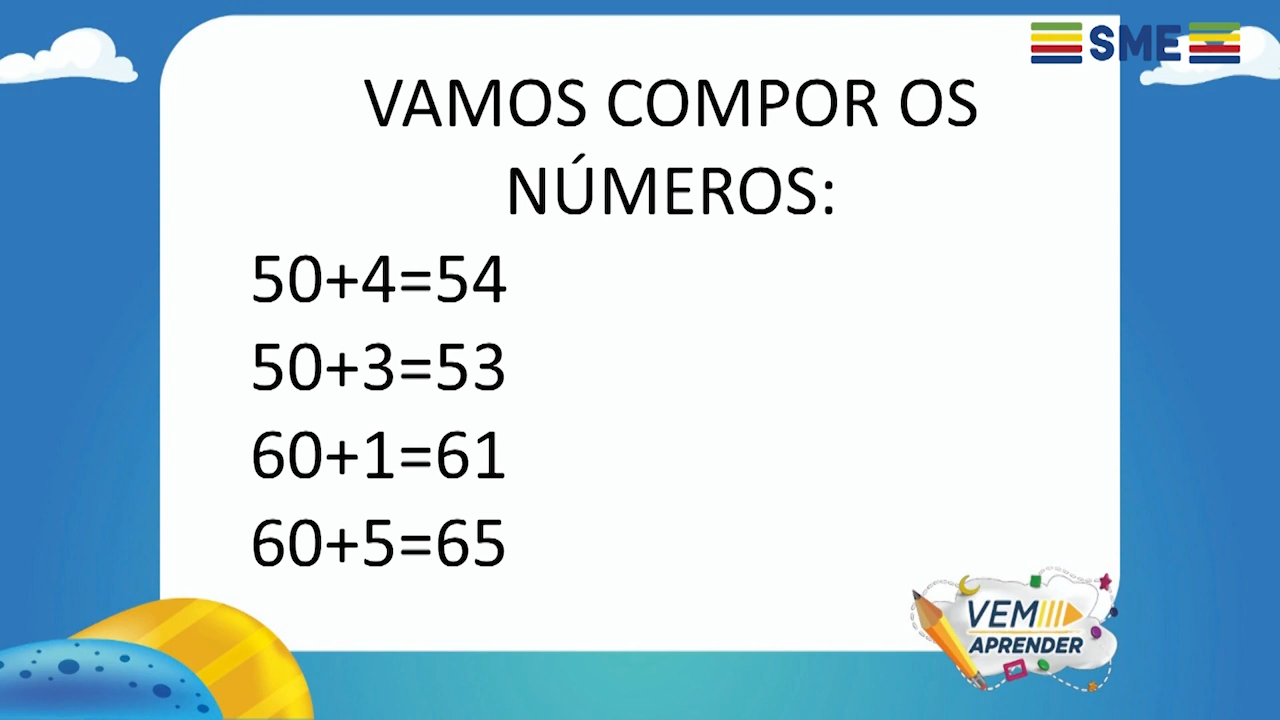 SME
VAMOS COMPOR OS
NÚMEROS:
50+4=54
50+3=53
60+1=61
60+5=65
VEM
APRENDER